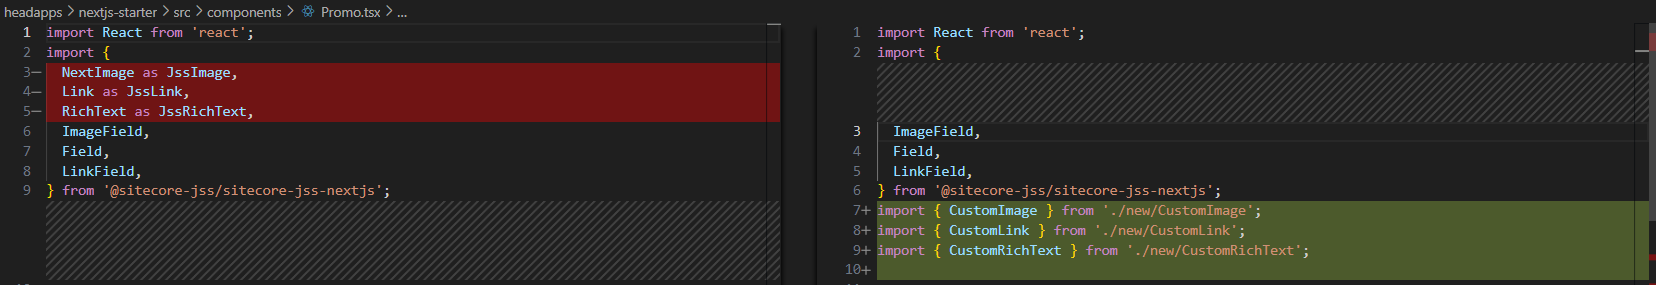 headapps > nextjs-starter > src > components > Promo.tsx > ...
1 import React from 'react';
2 import {
3— NextImage as JssImage,
4— Link as JssLink,
5— RichText as JssRichText,
6 ImageField,
7 Field,
8 LinkField,
9 } from '@sitecore-jss/sitecore-jss-nextjs';
1 import React from 'react';
2 import {
3 ImageField,
4 Field,
5 LinkField,
6 } from '@sitecore-jss/sitecore-jss-nextjs';
7+ import { CustomImage } from './new/CustomImage';
8+ import { CustomLink } from './new/CustomLink';
9+ import { CustomRichText } from './new/CustomRichText';
10+